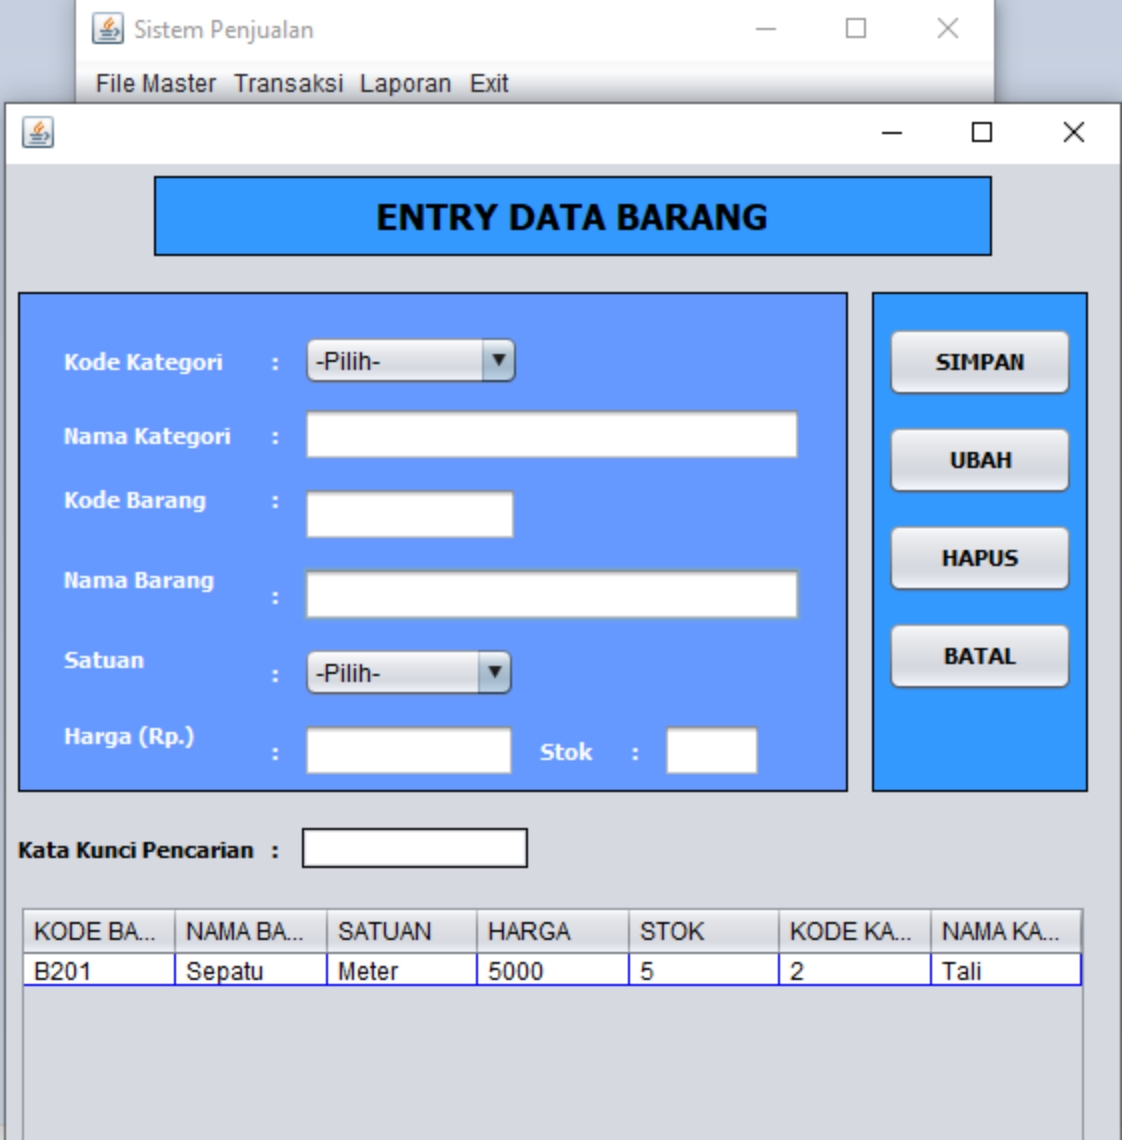 Sistem Penjualan
File Master Transaksi Laporan Exit
ENTRY DATA BARANG
Kode Kategori : -Pilih-
Nama Kategori :
Kode Barang :
Nama Barang :
Satuan : -Pilih-
Harga (Rp.) : Stok :
SIMPAN
UBAH
HAPUS
BATAL
Kata Kunci Pencarian :
KODE BA... NAMA BA... SATUAN HARGA STOK KODE KA... NAMA KA...
B201 Sepatu Meter 5000 5 2 Tali